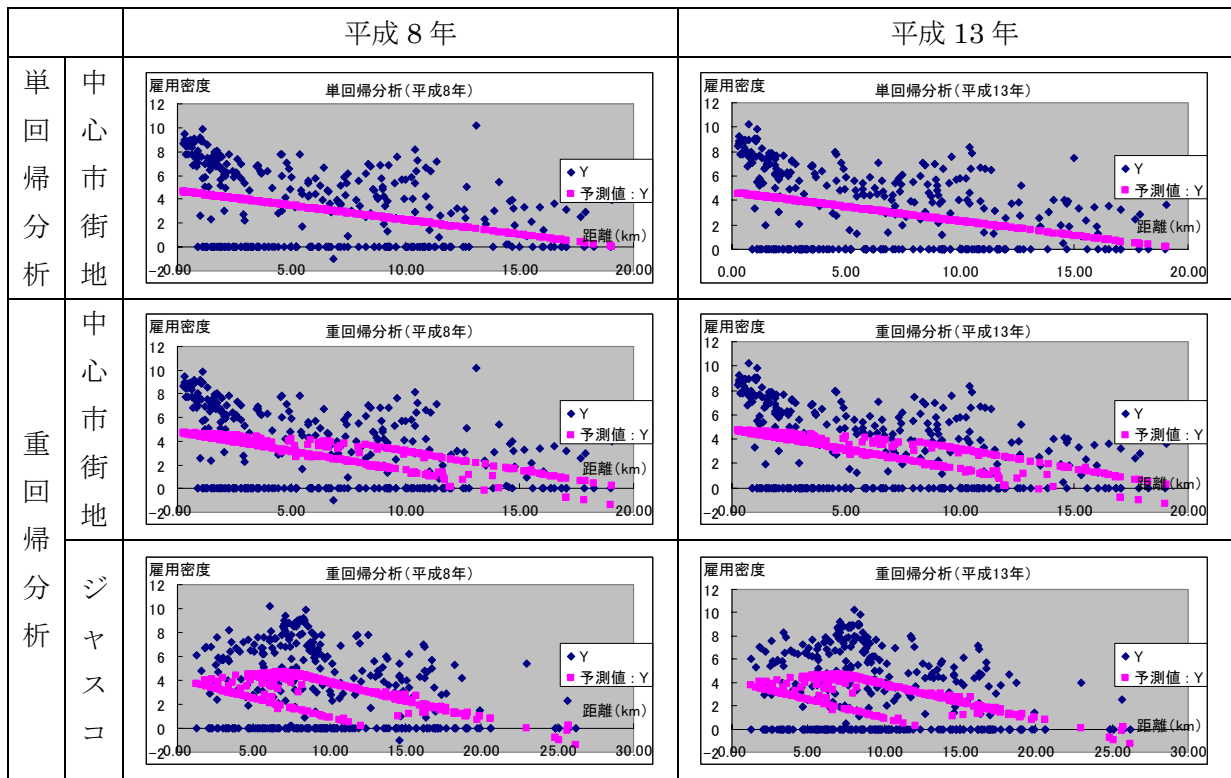 平成 8 年
平成 13 年
単回帰分析
中心市街地
雇用密度
単回帰分析(平成8年)
12
10
8
6
4
2
0
-2
0.00
5.00
10.00
15.00
20.00
Y
予測値：Y
距離(km)
雇用密度
単回帰分析(平成13年)
12
10
8
6
4
2
0
-2
0.00
5.00
10.00
15.00
20.00
Y
予測値：Y
距離(km)
重回帰分析
中心市街地
雇用密度
重回帰分析(平成8年)
12
10
8
6
4
2
0
-2
0.00
5.00
10.00
15.00
20.00
Y
予測値：Y
距離(km)
雇用密度
重回帰分析(平成13年)
12
10
8
6
4
2
0
-2
0.00
5.00
10.00
15.00
20.00
Y
予測値：Y
距離(km)
ジャスコ
雇用密度
重回帰分析(平成8年)
12
10
8
6
4
2
0
-2
0.00
5.00
10.00
15.00
20.00
25.00
30.00
Y
予測値：Y
距離(km)
雇用密度
重回帰分析(平成13年)
12
10
8
6
4
2
0
-2
0.00
5.00
10.00
15.00
20.00
25.00
30.00
Y
予測値：Y
距離(km)